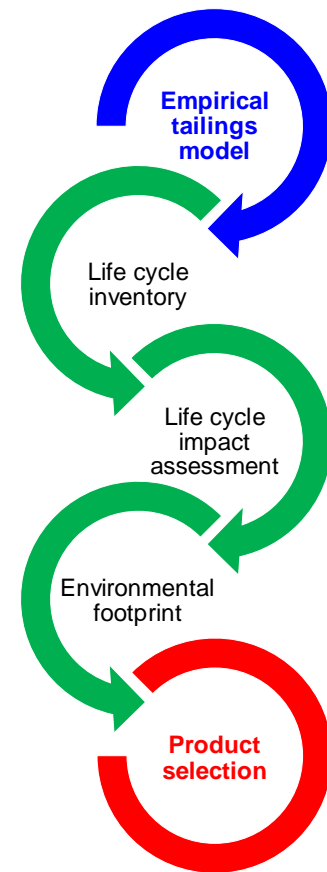 Empirical
tailings
model
Life cycle
inventory
Life cycle
impact
assessment
Environmental
footprint
Product
selection